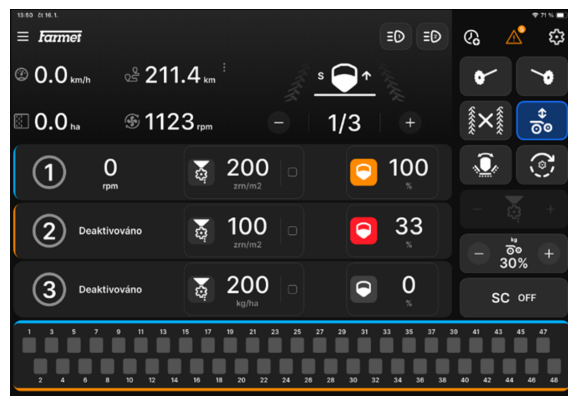 13:50 čt 16. 1.
71 %
Farmet
0.0 km/h
211.4 km
S
0.0 ha
1123 rpm
− 1/3 +
1
0
rpm
200
zrn/m2
100
%
2
Deaktivováno
100
zrn/m2
33
%
3
Deaktivováno
200
kg/ha
0
%
− +
kg
− 30% +
SC OFF
1 3 5 7 9 11 13 15 17 19 21 23 25 27 29 31 33 35 37 39 41 43 45 47
2 4 6 8 10 12 14 16 18 20 22 24 26 28 30 32 34 36 38 40 42 44 46 48